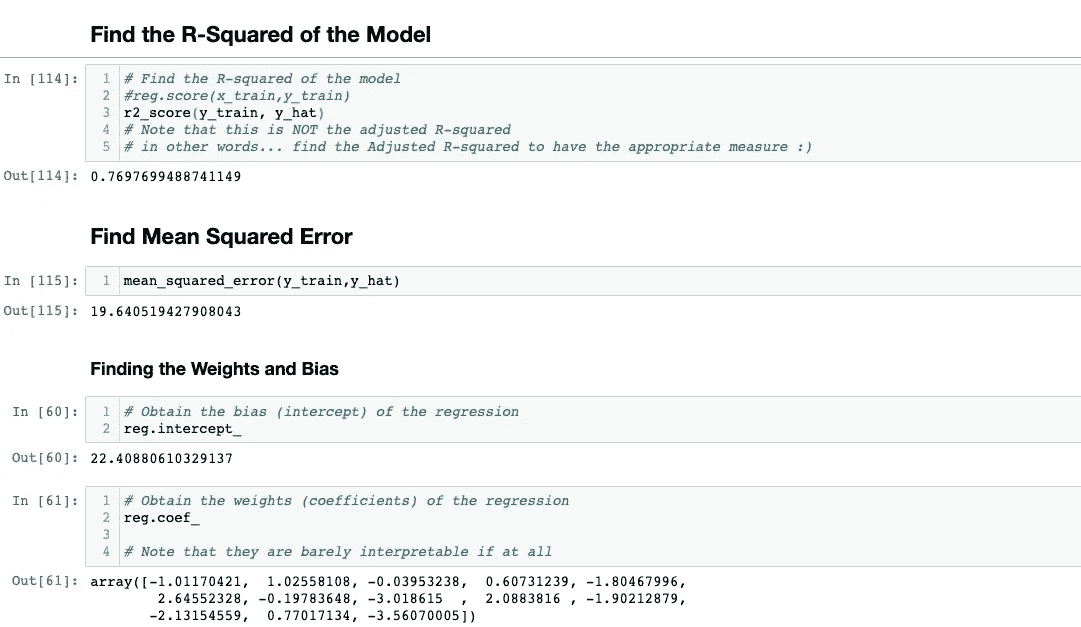 Find the R-Squared of the Model
In [114]:
1 # Find the R-squared of the model
2 #reg.score(x_train,y_train)
3 r2_score(y_train, y_hat)
4 # Note that this is NOT the adjusted R-squared
5 # in other words... find the Adjusted R-squared to have the appropriate measure :)
Out[114]: 0.7697699488741149
Find Mean Squared Error
In [115]: 1 mean_squared_error(y_train,y_hat)
Out[115]: 19.640519427908043
Finding the Weights and Bias
In [60]:
1 # Obtain the bias (intercept) of the regression
2 reg.intercept_
Out[60]: 22.40880610329137
In [61]:
1 # Obtain the weights (coefficients) of the regression
2 reg.coef_
3
4 # Note that they are barely interpretable if at all
Out[61]: array([-1.01170421, 1.02558108, -0.03953238, 0.60731239, -1.80467996,
2.64552328, -0.19783648, -3.018615 , 2.0883816 , -1.90212879,
-2.13154559, 0.77017134, -3.56070005])